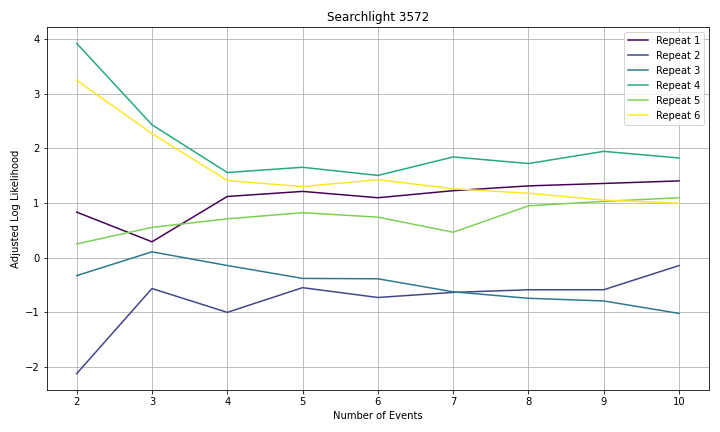 Searchlight 3572
Adjusted Log Likelihood
4
3
2
1
0
−1
−2
Repeat 1
Repeat 2
Repeat 3
Repeat 4
Repeat 5
Repeat 6
2 3 4 5 6 7 8 9 10
Number of Events